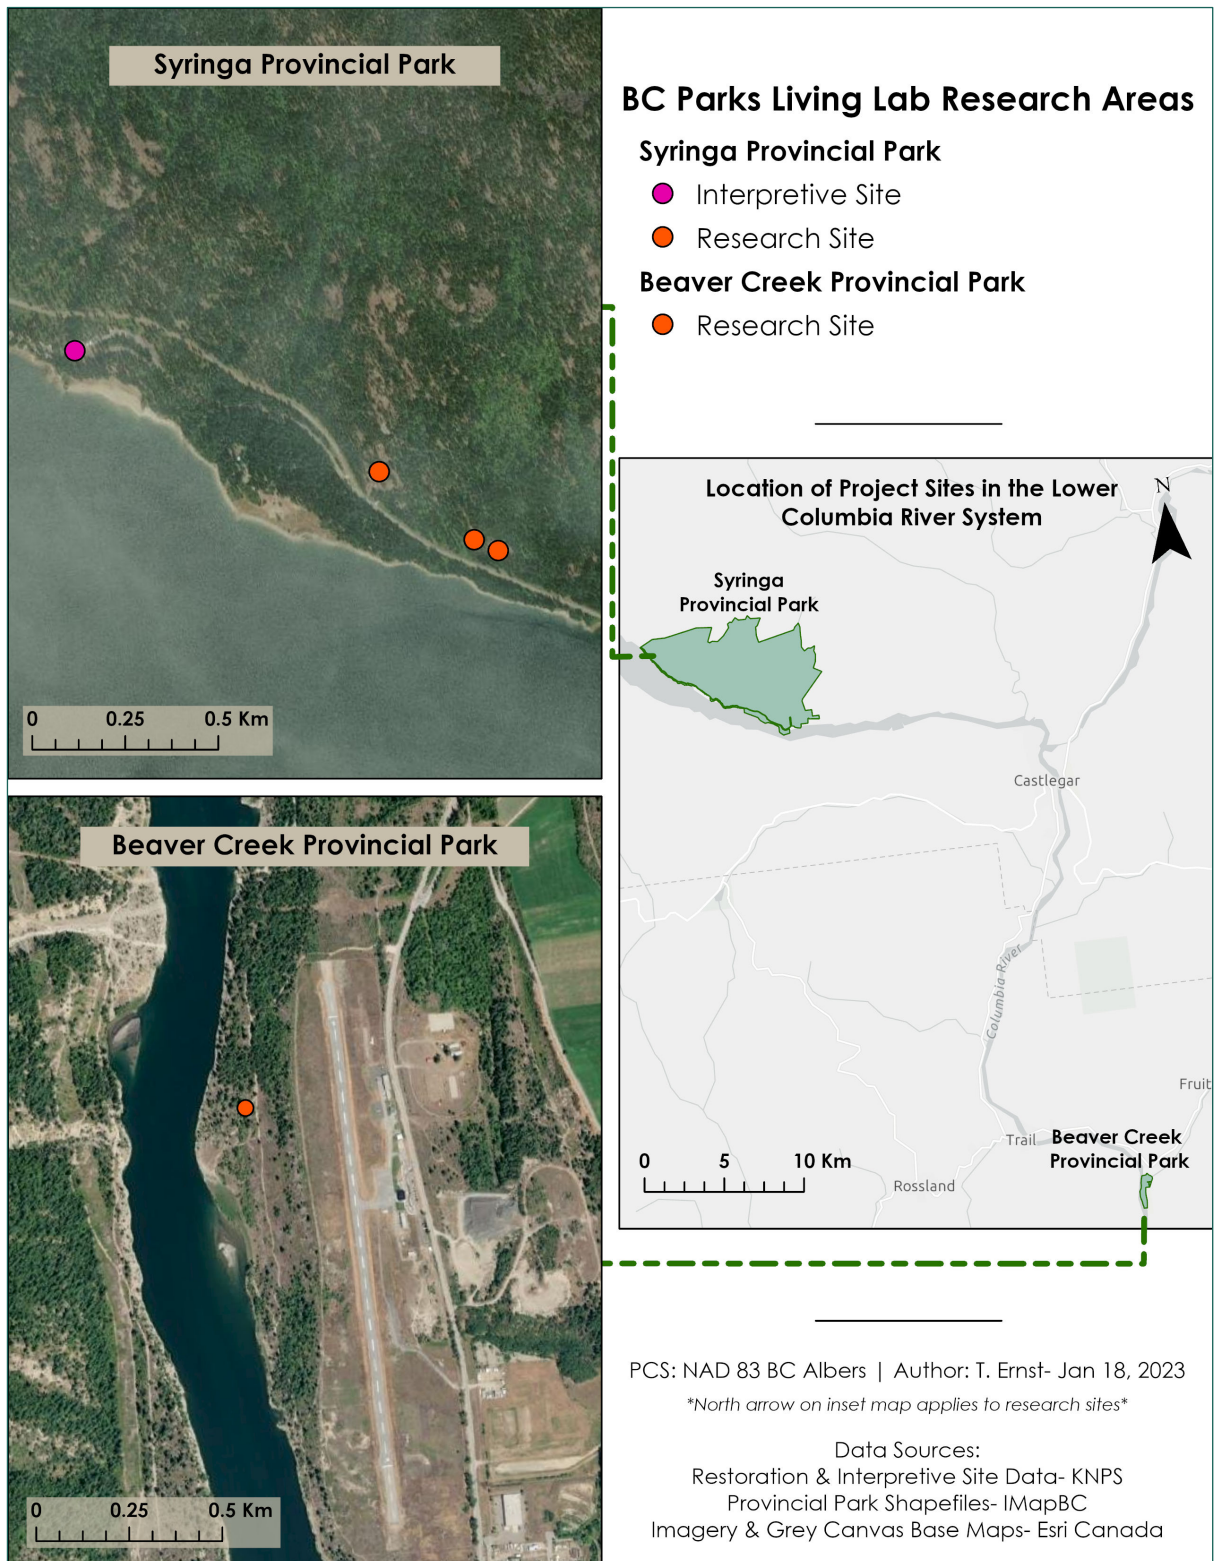 Syringa Provincial Park
0 0.25 0.5 Km
Beaver Creek Provincial Park
0 0.25 0.5 Km
BC Parks Living Lab Research Areas
Syringa Provincial Park
Interpretive Site
Research Site
Beaver Creek Provincial Park
Research Site
Location of Project Sites in the Lower
Columbia River System
N
Syringa
Provincial Park
Castlegar
Columbia River
Fruit
Trail
Beaver Creek
Provincial Park
Rossland
0 5 10 Km
PCS: NAD 83 BC Albers | Author: T. Ernst- Jan 18, 2023
*North arrow on inset map applies to research sites*
Data Sources:
Restoration & Interpretive Site Data- KNPS
Provincial Park Shapefiles- IMapBC
Imagery & Grey Canvas Base Maps- Esri Canada